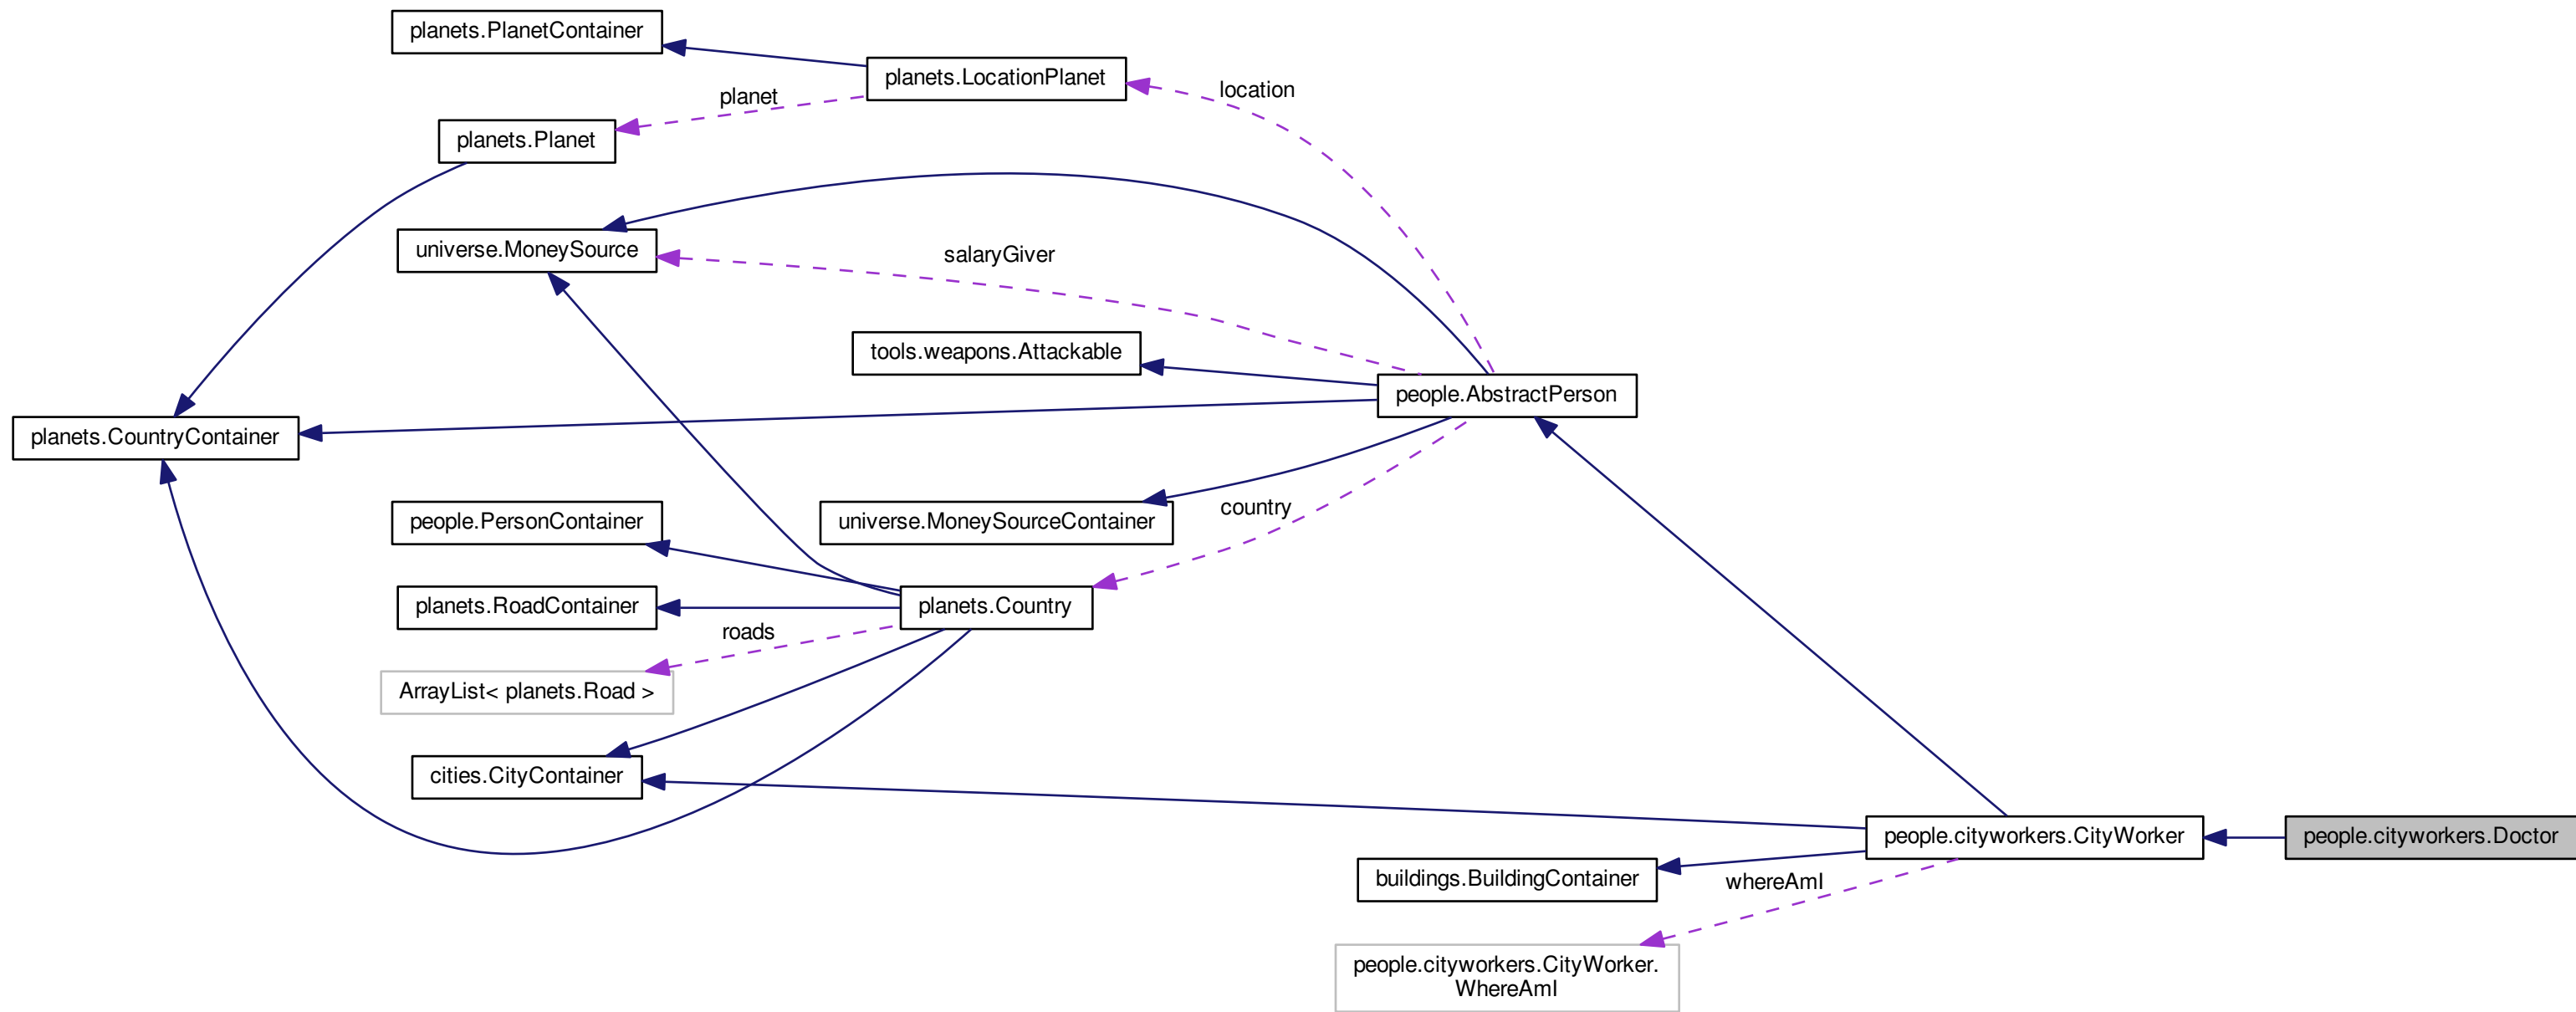 planets.PlanetContainer
planets.LocationPlanet
location
planet
planets.Planet
universe.MoneySource
salaryGiver
tools.weapons.Attackable
people.AbstractPerson
planets.CountryContainer
people.PersonContainer
universe.MoneySourceContainer
country
planets.RoadContainer
planets.Country
roads
ArrayList< planets.Road >
cities.CityContainer
people.cityworkers.CityWorker
people.cityworkers.Doctor
buildings.BuildingContainer
whereAmI
people.cityworkers.CityWorker.
WhereAmI